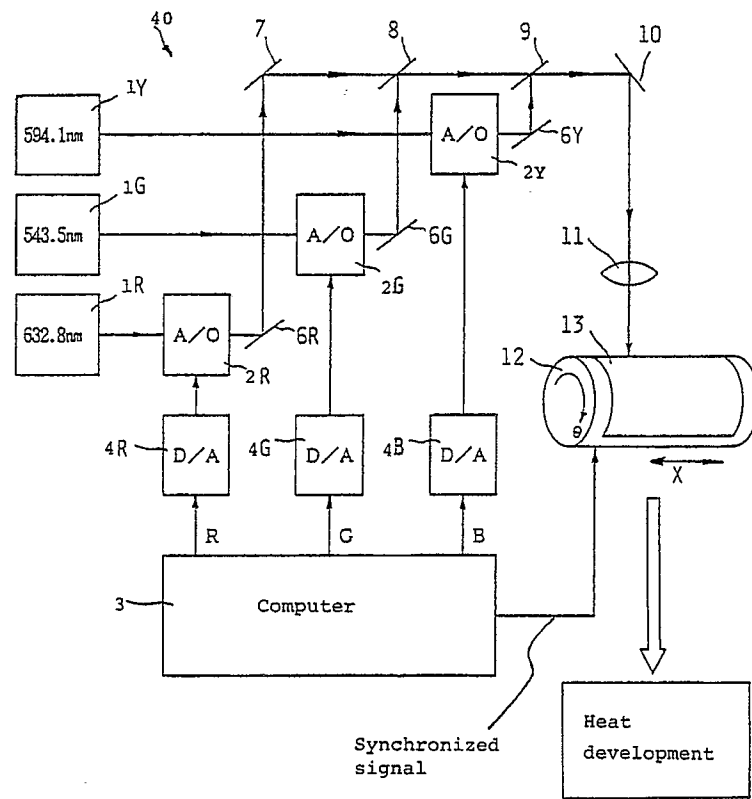 40
7
8
9
10
1Y
594.1nm
A/O
6Y
2Y
1G
543.5nm
A/O
6G
2G
11
1R
632.8nm
A/O
6R
2R
12
13
θ
X
4R
D/A
4G
D/A
4B
D/A
R
G
B
3
Computer
Synchronized
signal
Heat
development